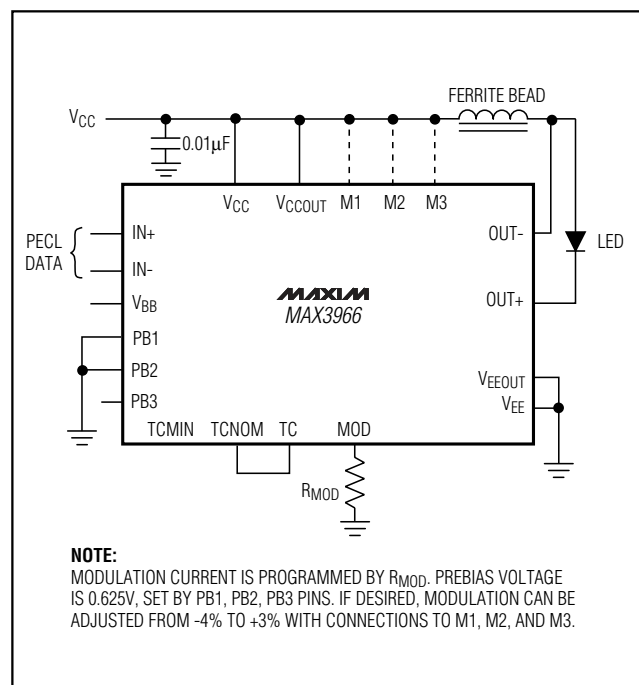 FERRITE BEAD
VCC
0.01µF
VCC VCCOUT M1 M2 M3
PECL
DATA
IN+
IN-
VBB
PB1
PB2
PB3
MAXIM
MAX3966
OUT-
OUT+
LED
VEEOUT
VEE
TCMIN TCNOM TC MOD
RMOD
NOTE:
MODULATION CURRENT IS PROGRAMMED BY RMOD. PREBIAS VOLTAGE
IS 0.625V, SET BY PB1, PB2, PB3 PINS. IF DESIRED, MODULATION CAN BE
ADJUSTED FROM -4% TO +3% WITH CONNECTIONS TO M1, M2, AND M3.